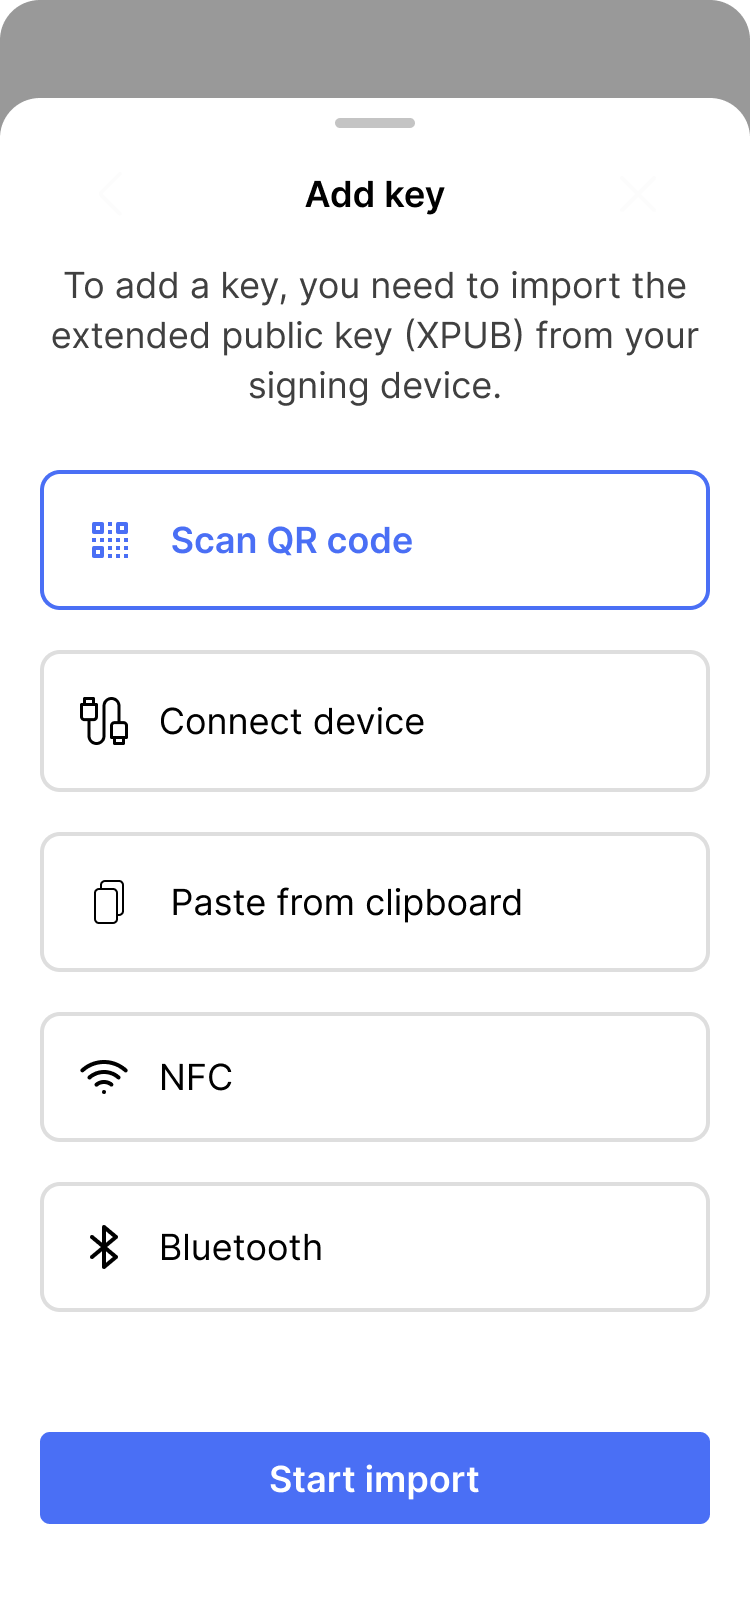 Add key
To add a key, you need to import the
extended public key (XPUB) from your
signing device.
Scan QR code
Connect device
Paste from clipboard
NFC
Bluetooth
Start import